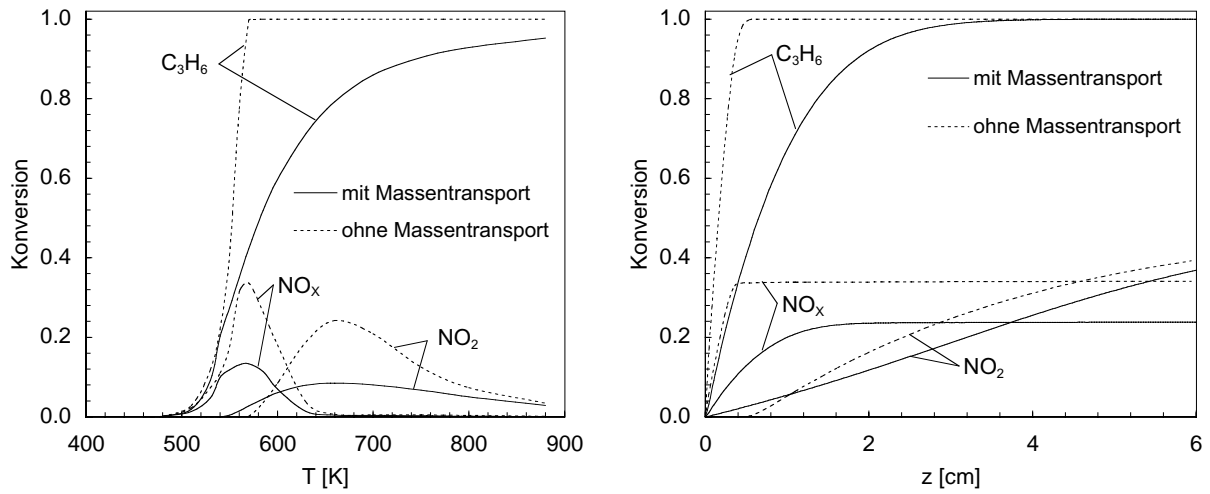 Konversion
1.0
0.8
0.6
0.4
0.2
0.0
C₃H₆
mit Massentransport
ohne Massentransport
NOₓ
NO₂
400 500 600 700 800 900
T [K]
Konversion
1.0
0.8
0.6
0.4
0.2
0.0
C₃H₆
mit Massentransport
ohne Massentransport
NOₓ
NO₂
0 2 4 6
z [cm]